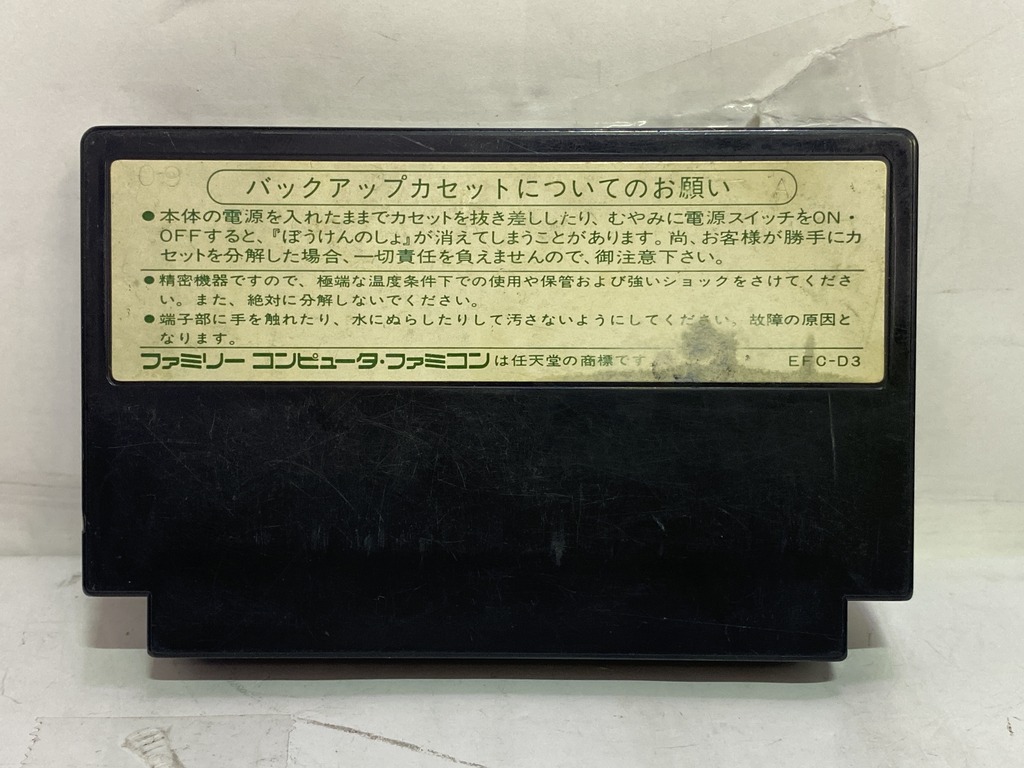 バックアップカセットについてのお願い
●本体の電源を入れたままでカセットを抜き差ししたり、むやみに電源スイッチをON・
OFFすると、『ぼうけんのしょ』が消えてしまうことがあります。尚、お客様が勝手にカ
セットを分解した場合、一切責任を負えませんので、御注意下さい。
●精密機器ですので、極端な温度条件下での使用や保管および強いショックをさけてくださ
い。また、絶対に分解しないでください。
●端子部に手を触れたり、水にぬらしたりして汚さないようにしてください。故障の原因と
なります。
ファミリーコンピュータ・ファミコンは任天堂の商標です。 EFC-D3